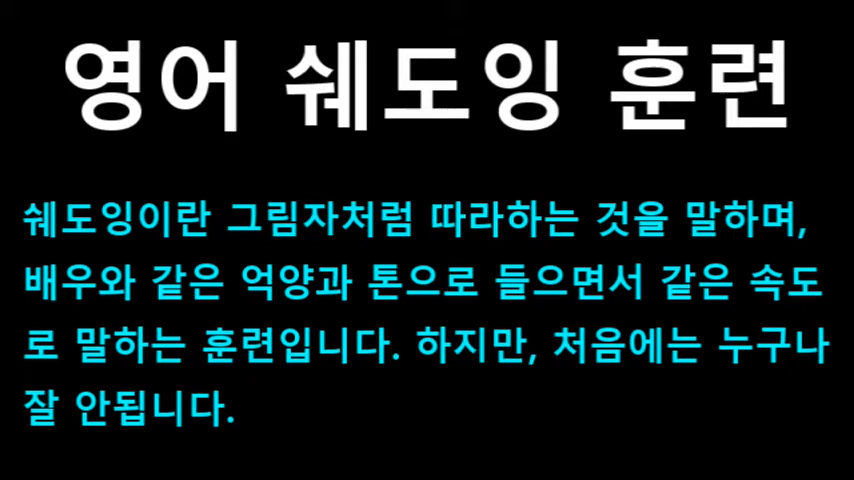 영어 쉐도잉 훈련
쉐도잉이란 그림자처럼 따라하는 것을 말하며,
배우와 같은 억양과 톤으로 들으면서 같은 속도
로 말하는 훈련입니다. 하지만, 처음에는 누구나
잘 안됩니다.